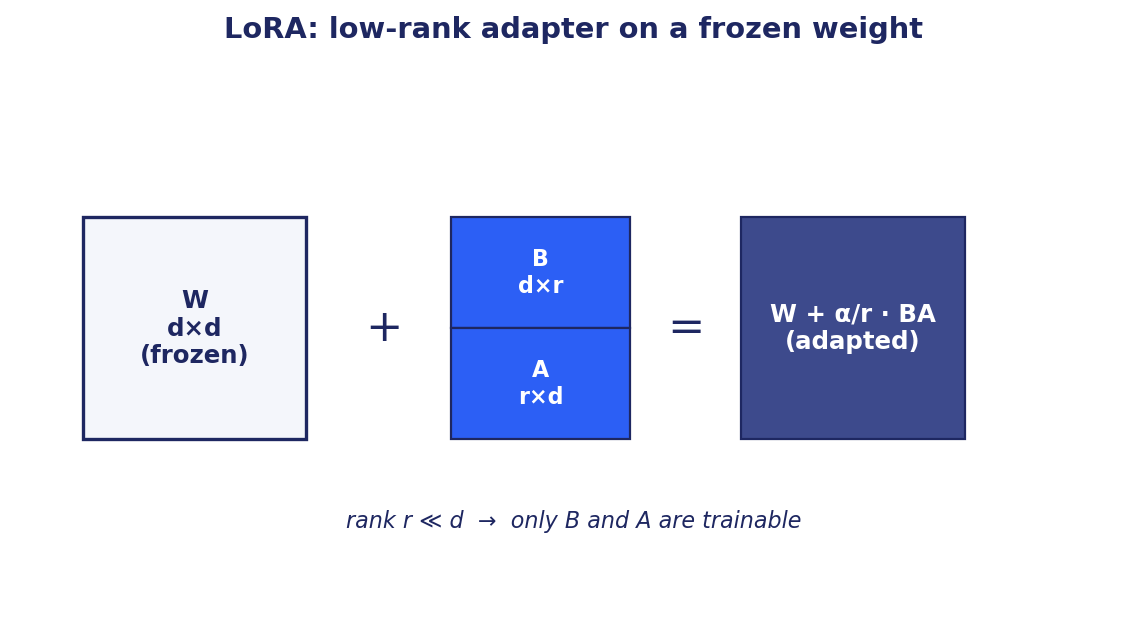 LoRA: low-rank adapter on a frozen weight
W
d×d
(frozen)
+
B
d×r
A
r×d
=
W + α/r · BA
(adapted)
rank r ≪ d → only B and A are trainable